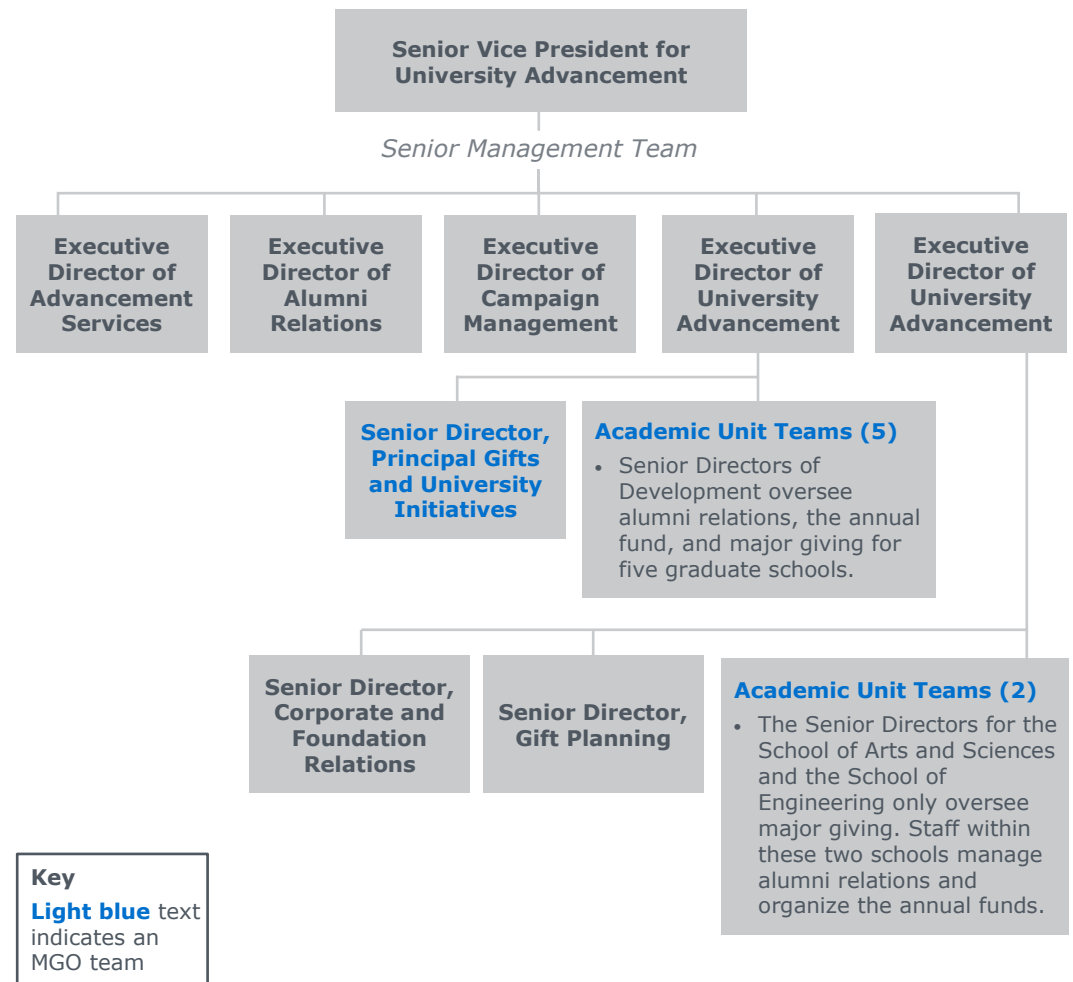 Senior Vice President for
University Advancement
Senior Management Team
Executive
Director of
Advancement
Services
Executive
Director of
Alumni
Relations
Executive
Director of
Campaign
Management
Executive
Director of
University
Advancement
Executive
Director of
University
Advancement
Senior Director,
Principal Gifts
and University
Initiatives
Academic Unit Teams (5)
• Senior Directors of
Development oversee
alumni relations, the annual
fund, and major giving for
five graduate schools.
Senior Director,
Corporate and
Foundation
Relations
Senior Director,
Gift Planning
Academic Unit Teams (2)
• The Senior Directors for the
School of Arts and Sciences
and the School of
Engineering only oversee
major giving. Staff within
these two schools manage
alumni relations and
organize the annual funds.
Key
Light blue text
indicates an
MGO team